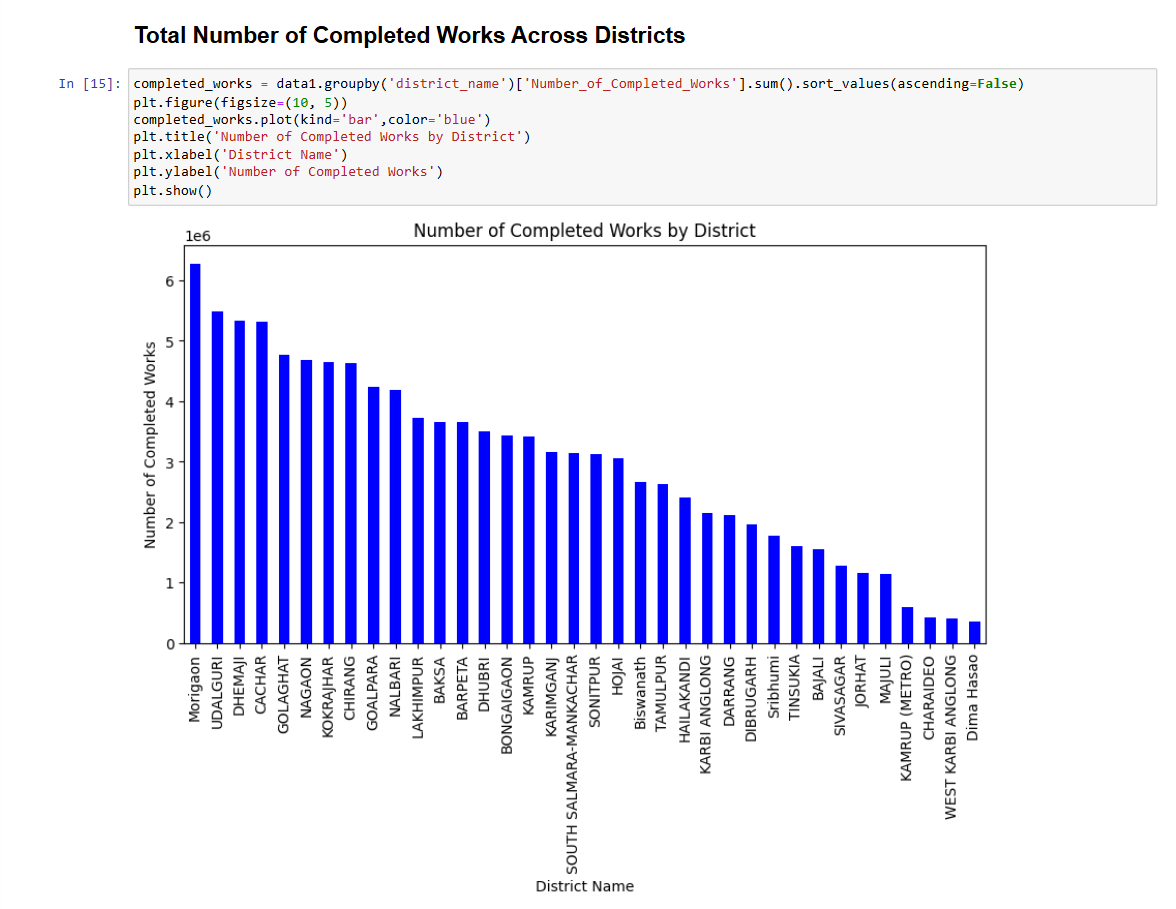 Total Number of Completed Works Across Districts
In [15]:
completed_works = data1.groupby('district_name')['Number_of_Completed_Works'].sum().sort_values(ascending=False)
plt.figure(figsize=(10, 5))
completed_works.plot(kind='bar',color='blue')
plt.title('Number of Completed Works by District')
plt.xlabel('District Name')
plt.ylabel('Number of Completed Works')
plt.show()
Number of Completed Works by District
1e6
6
5
4
3
2
1
0
Number of Completed Works
Morigaon
UDALGURI
DHEMAJI
CACHAR
GOLAGHAT
NAGAON
KOKRAJHAR
CHIRANG
GOALPARA
NALBARI
LAKHIMPUR
BAKSA
BARPETA
DHUBRI
BONGAIGAON
KAMRUP
KARIMGANJ
SOUTH SALMARA-MANKACHAR
SONITPUR
HOJAI
Biswanath
TAMULPUR
HAILAKANDI
KARBI ANGLONG
DARRANG
DIBRUGARH
Sribhumi
TINSUKIA
BAJALI
SIVASAGAR
JORHAT
MAJULI
KAMRUP (METRO)
CHARAIDEO
WEST KARBI ANGLONG
Dima Hasao
District Name